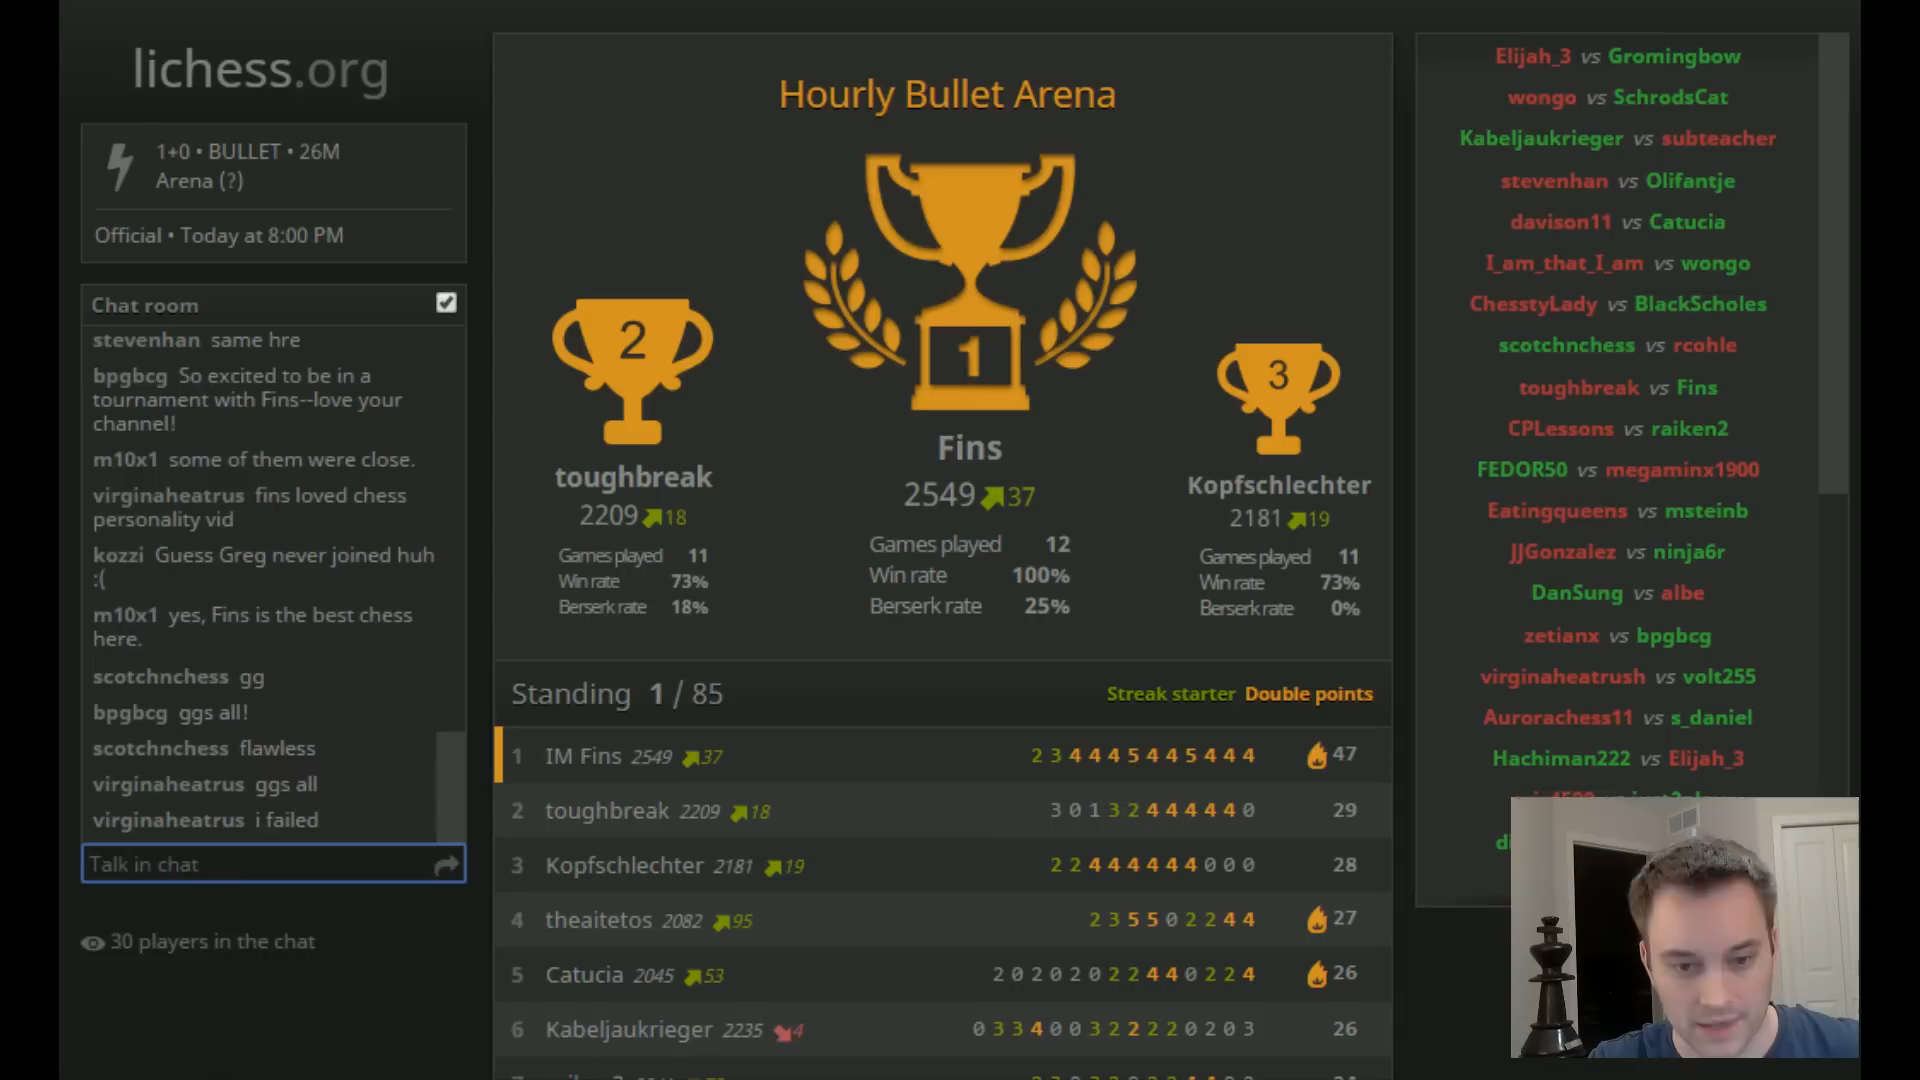 lichess.org
1+0 • BULLET • 26M
Arena (?)
Official • Today at 8:00 PM
Chat room
stevenhan same hre
bpgbcg So excited to be in a
tournament with Fins--love your
channel!
m10x1 some of them were close.
virginaheatrus fins loved chess
personality vid
kozzi Guess Greg never joined huh
:(
m10x1 yes, Fins is the best chess
here.
scotchnchess gg
bpgbcg ggs all!
scotchnchess flawless
virginaheatrus ggs all
virginaheatrus i failed
Talk in chat
30 players in the chat
Hourly Bullet Arena
2
toughbreak
2209 18
Games played 11
Win rate 73%
Berserk rate 18%
1
Fins
2549 37
Games played 12
Win rate 100%
Berserk rate 25%
3
Kopfschlechter
2181 19
Games played 11
Win rate 73%
Berserk rate 0%
Standing 1 / 85 Streak starter Double points
1 IM Fins 2549 37 2 3 4 4 4 5 4 4 5 4 4 4 47
2 toughbreak 2209 18 3 0 1 3 2 4 4 4 4 4 0 29
3 Kopfschlechter 2181 19 2 2 4 4 4 4 4 4 0 0 0 28
4 theaitetos 2082 95 2 3 5 5 0 2 2 4 4 27
5 Catucia 2045 53 2 0 2 0 2 0 2 2 4 4 0 2 2 4 26
6 Kabeljaukrieger 2235 4 0 3 3 4 0 0 3 2 2 2 2 0 2 0 3 26
Elijah_3 vs Gromingbow
wongo vs SchrodsCat
Kabeljaukrieger vs subteacher
stevenhan vs Olifantje
davison11 vs Catucia
I_am_that_I_am vs wongo
ChesstyLady vs BlackScholes
scotchnchess vs rcohle
toughbreak vs Fins
CPLessons vs raiken2
FEDOR50 vs megaminx1900
Eatingqueens vs msteinb
JJGonzalez vs ninja6r
DanSung vs albe
zetianx vs bpgbcg
virginaheatrush vs volt255
Aurorachess11 vs s_daniel
Hachiman222 vs Elijah_3